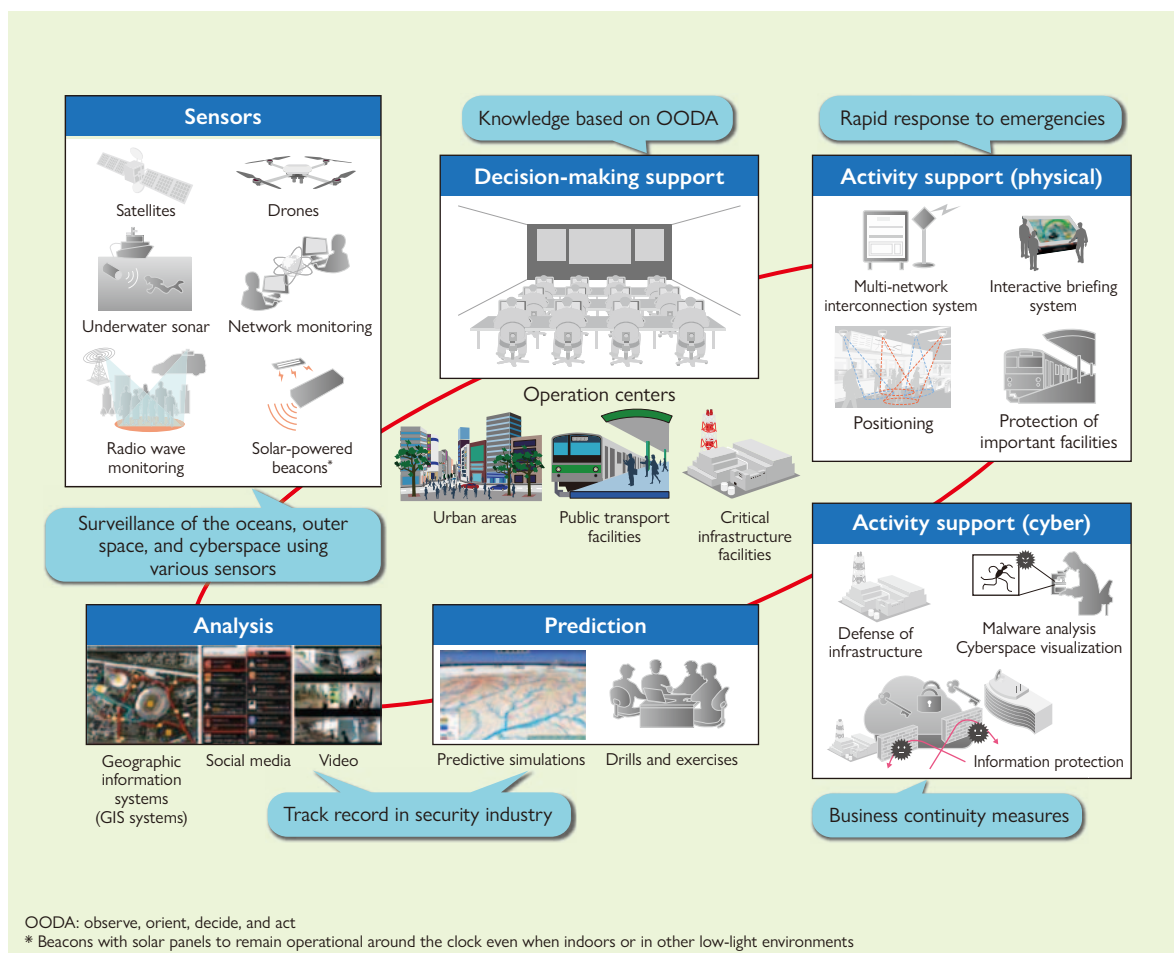 Sensors
Satellites
Drones
Underwater sonar
Network monitoring
Radio wave
monitoring
Solar-powered
beacons*
Surveillance of the oceans, outer
space, and cyberspace using
various sensors
Knowledge based on OODA
Decision-making support
Operation centers
Urban areas
Public transport
facilities
Critical
infrastructure
facilities
Rapid response to emergencies
Activity support (physical)
Multi-network
interconnection system
Interactive briefing
system
Positioning
Protection of
important facilities
Activity support (cyber)
Defense of
infrastructure
Malware analysis
Cyberspace visualization
Information protection
Business continuity measures
Analysis
Geographic
information
systems
(GIS systems)
Social media
Video
Prediction
Predictive simulations
Drills and exercises
Track record in security industry
OODA: observe, orient, decide, and act
* Beacons with solar panels to remain operational around the clock even when indoors or in other low-light environments